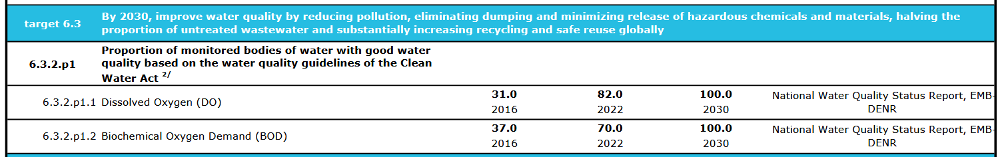 target 6.3
By 2030, improve water quality by reducing pollution, eliminating dumping and minimizing release of hazardous chemicals and materials, halving the
proportion of untreated wastewater and substantially increasing recycling and safe reuse globally
6.3.2.p1
Proportion of monitored bodies of water with good water
quality based on the water quality guidelines of the Clean
Water Act 2/
6.3.2.p1.1 Dissolved Oxygen (DO)
31.0 82.0 100.0
2016 2022 2030
National Water Quality Status Report, EMB-
DENR
6.3.2.p1.2 Biochemical Oxygen Demand (BOD)
37.0 70.0 100.0
2016 2022 2030
National Water Quality Status Report, EMB-
DENR